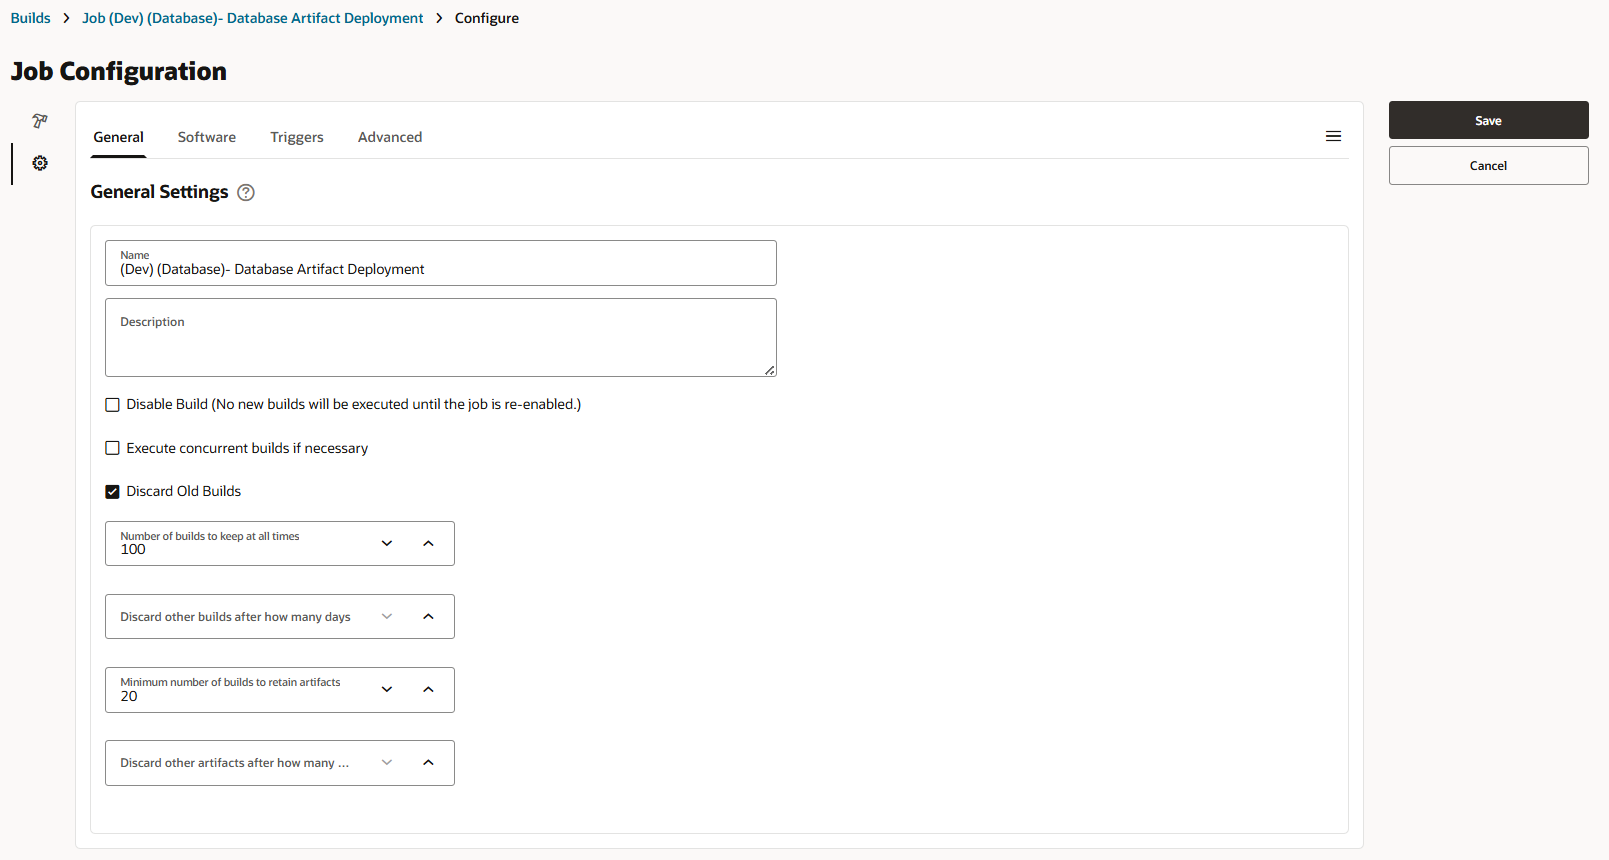 Builds > Job (Dev) (Database)- Database Artifact Deployment > Configure
Job Configuration
General Software Triggers Advanced
Save
Cancel
General Settings
Name
(Dev) (Database)- Database Artifact Deployment
Description
Disable Build (No new builds will be executed until the job is re-enabled.)
Execute concurrent builds if necessary
Discard Old Builds
Number of builds to keep at all times
100
Discard other builds after how many days
Minimum number of builds to retain artifacts
20
Discard other artifacts after how many ...